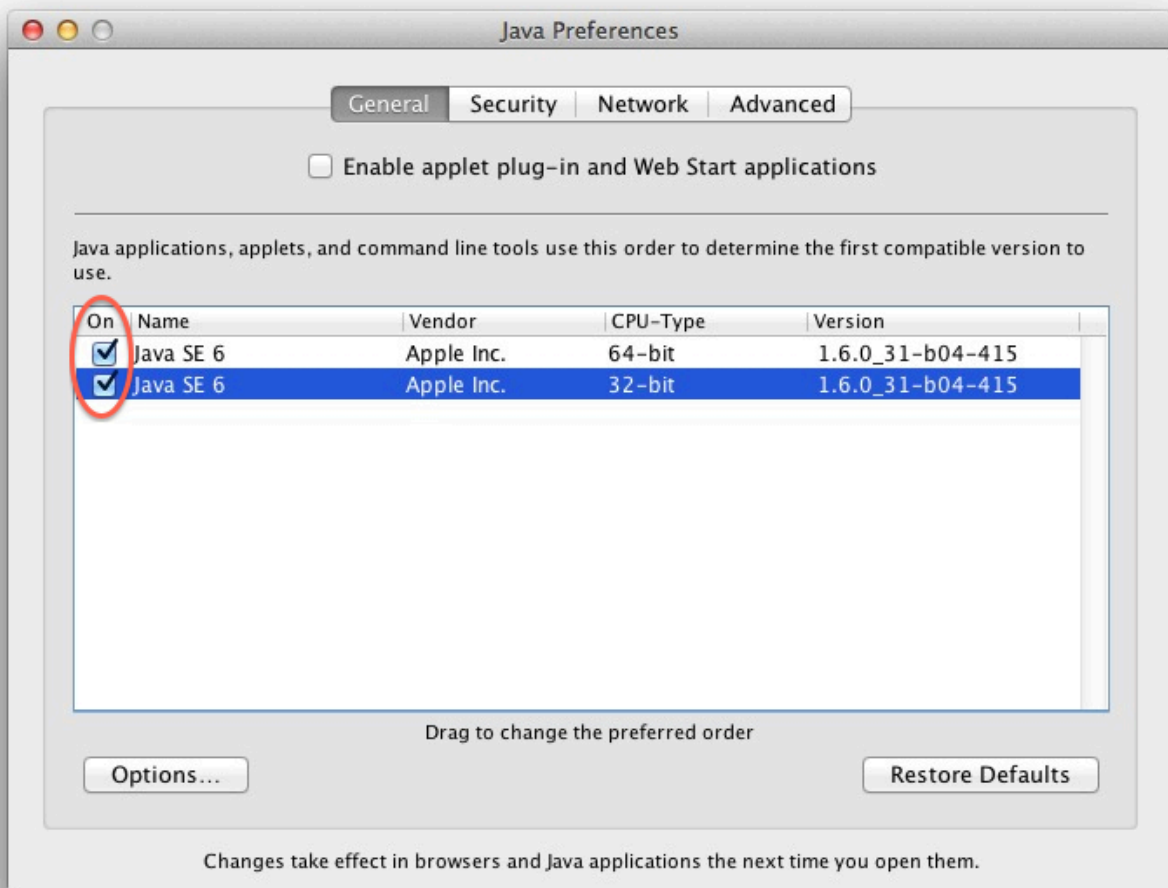 Java Preferences
General Security Network Advanced
Enable applet plug-in and Web Start applications
Java applications, applets, and command line tools use this order to determine the first compatible version to
use.
On Name Vendor CPU-Type Version
Java SE 6 Apple Inc. 64-bit 1.6.0_31-b04-415
Java SE 6 Apple Inc. 32-bit 1.6.0_31-b04-415
Drag to change the preferred order
Options... Restore Defaults
Changes take effect in browsers and Java applications the next time you open them.